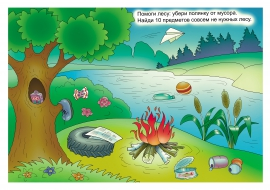 Помоги лесу: убери полянку от мусора.
Найди 10 предметов совсем не нужных лесу.